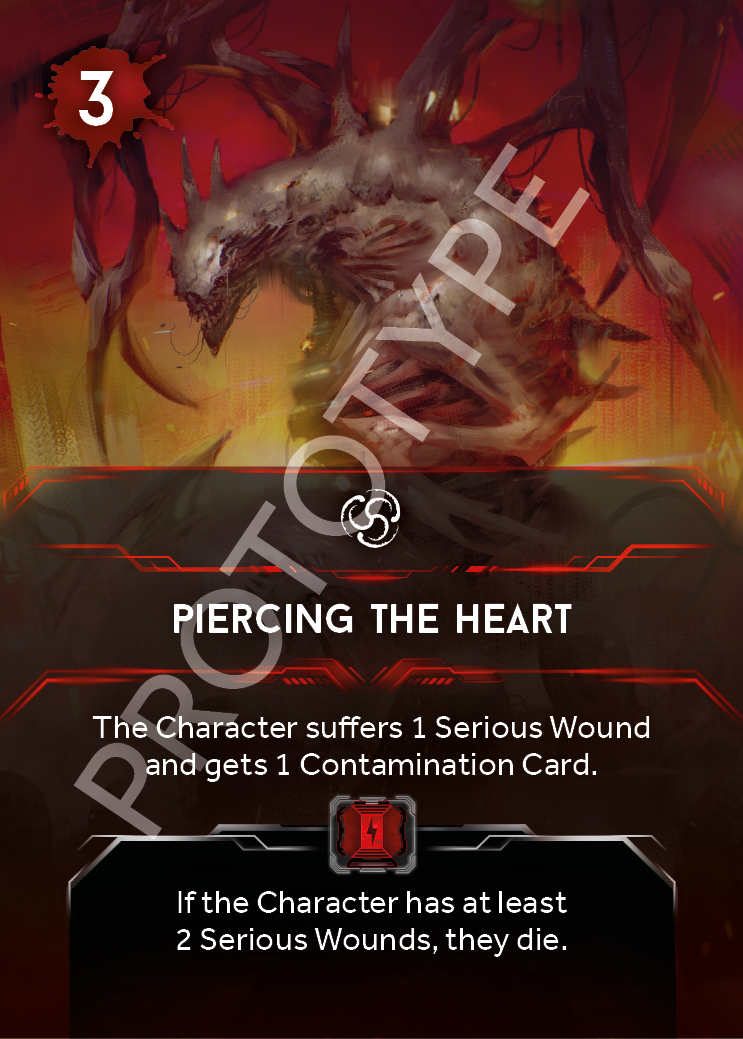 3
PROTOTYPE
PIERCING THE HEART
The Character suffers 1 Serious Wound
and gets 1 Contamination Card.
If the Character has at least
2 Serious Wounds, they die.